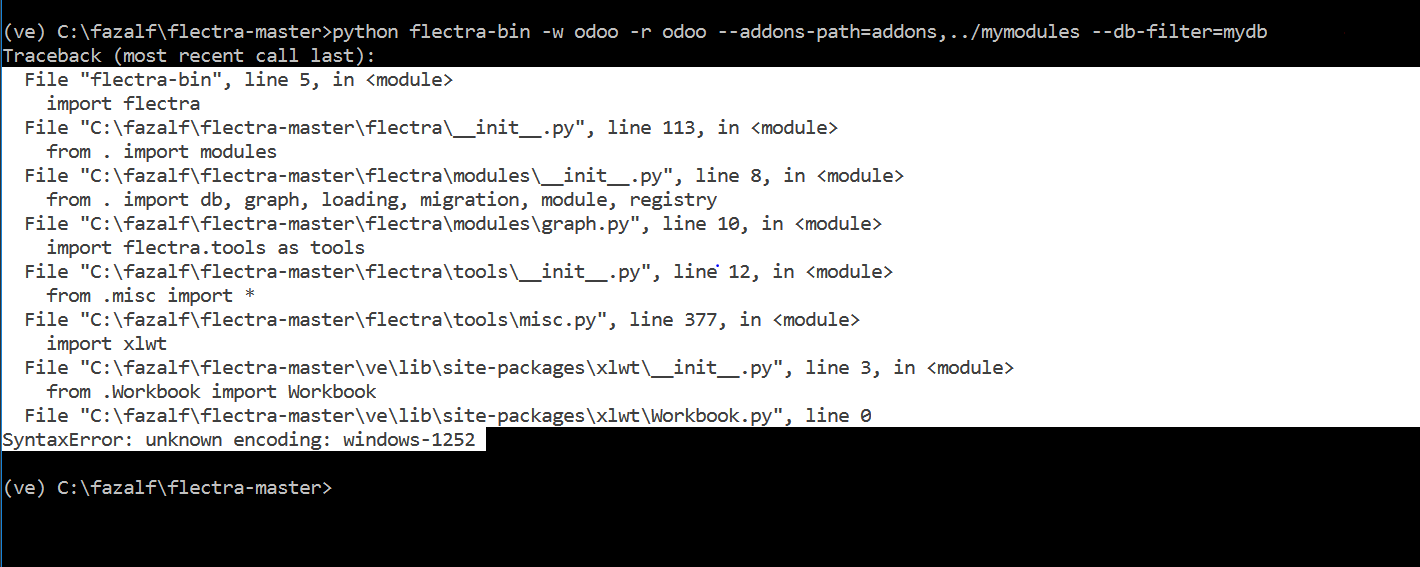 (ve) C:\fazalf\flectra-master>python flectra-bin -w odoo -r odoo --addons-path=addons,../mymodules --db-filter=mydb
Traceback (most recent call last):
  File "flectra-bin", line 5, in <module>
    import flectra
  File "C:\fazalf\flectra-master\flectra\__init__.py", line 113, in <module>
    from . import modules
  File "C:\fazalf\flectra-master\flectra\modules\__init__.py", line 8, in <module>
    from . import db, graph, loading, migration, module, registry
  File "C:\fazalf\flectra-master\flectra\modules\graph.py", line 10, in <module>
    import flectra.tools as tools
  File "C:\fazalf\flectra-master\flectra\tools\__init__.py", line 12, in <module>
    from .misc import *
  File "C:\fazalf\flectra-master\flectra\tools\misc.py", line 377, in <module>
    import xlwt
  File "C:\fazalf\flectra-master\ve\lib\site-packages\xlwt\__init__.py", line 3, in <module>
    from .Workbook import Workbook
  File "C:\fazalf\flectra-master\ve\lib\site-packages\xlwt\Workbook.py", line 0
SyntaxError: unknown encoding: windows-1252
(ve) C:\fazalf\flectra-master>